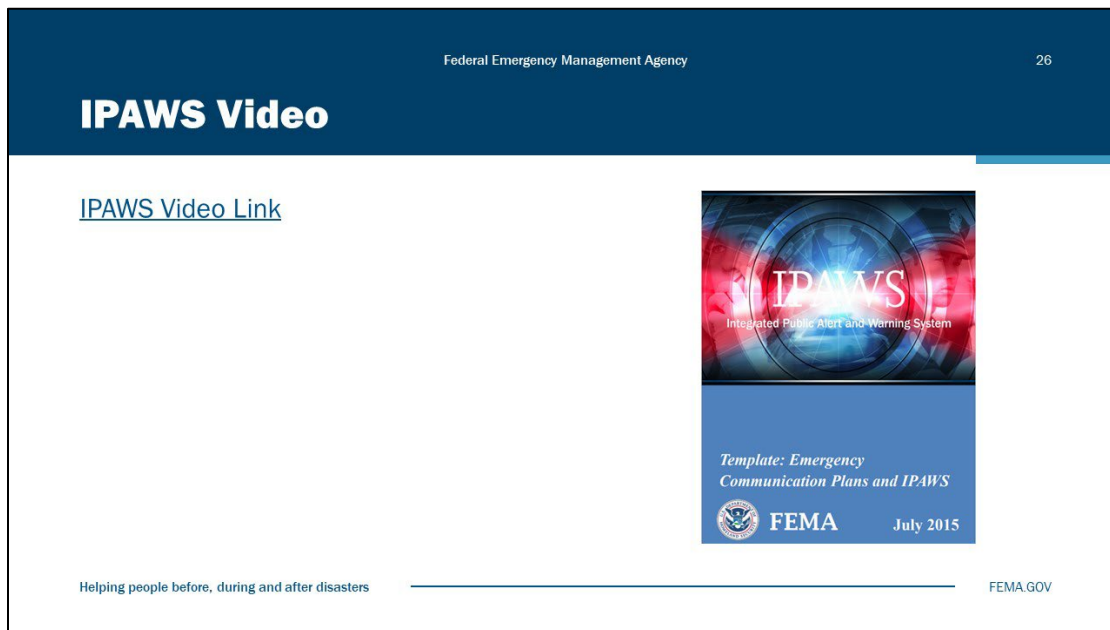 Federal Emergency Management Agency
26
IPAWS Video
IPAWS Video Link
IPAWS
Integrated Public Alert and Warning System
Template: Emergency
Communication Plans and IPAWS
FEMA
July 2015
Helping people before, during and after disasters
FEMA.GOV